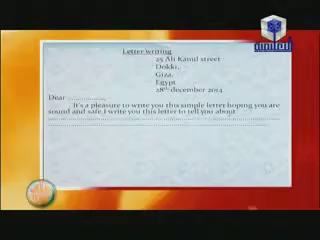 Letter writing
25 Ali Kamil street
Dokki,
Giza,
Egypt
28th december 2014
Dear ................,
It's a pleasure to write you this simple letter hoping you are
sound and safe.I write you this letter to tell you about